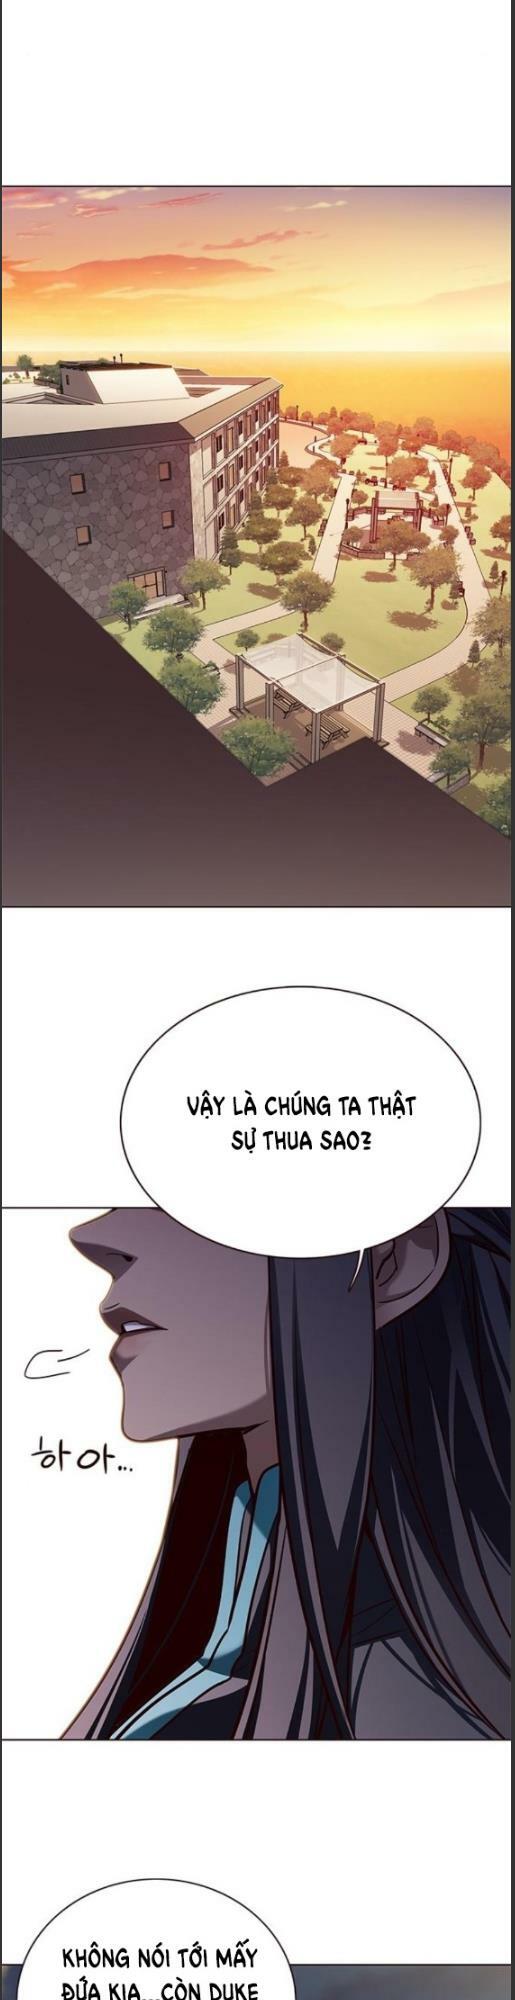 VẬY LÀ CHÚNG TA THẬT
SỰ THUA SAO?
하아...
KHÔNG NÓI TỚI MẤY
ĐỨA KIA...CÒN DUKE